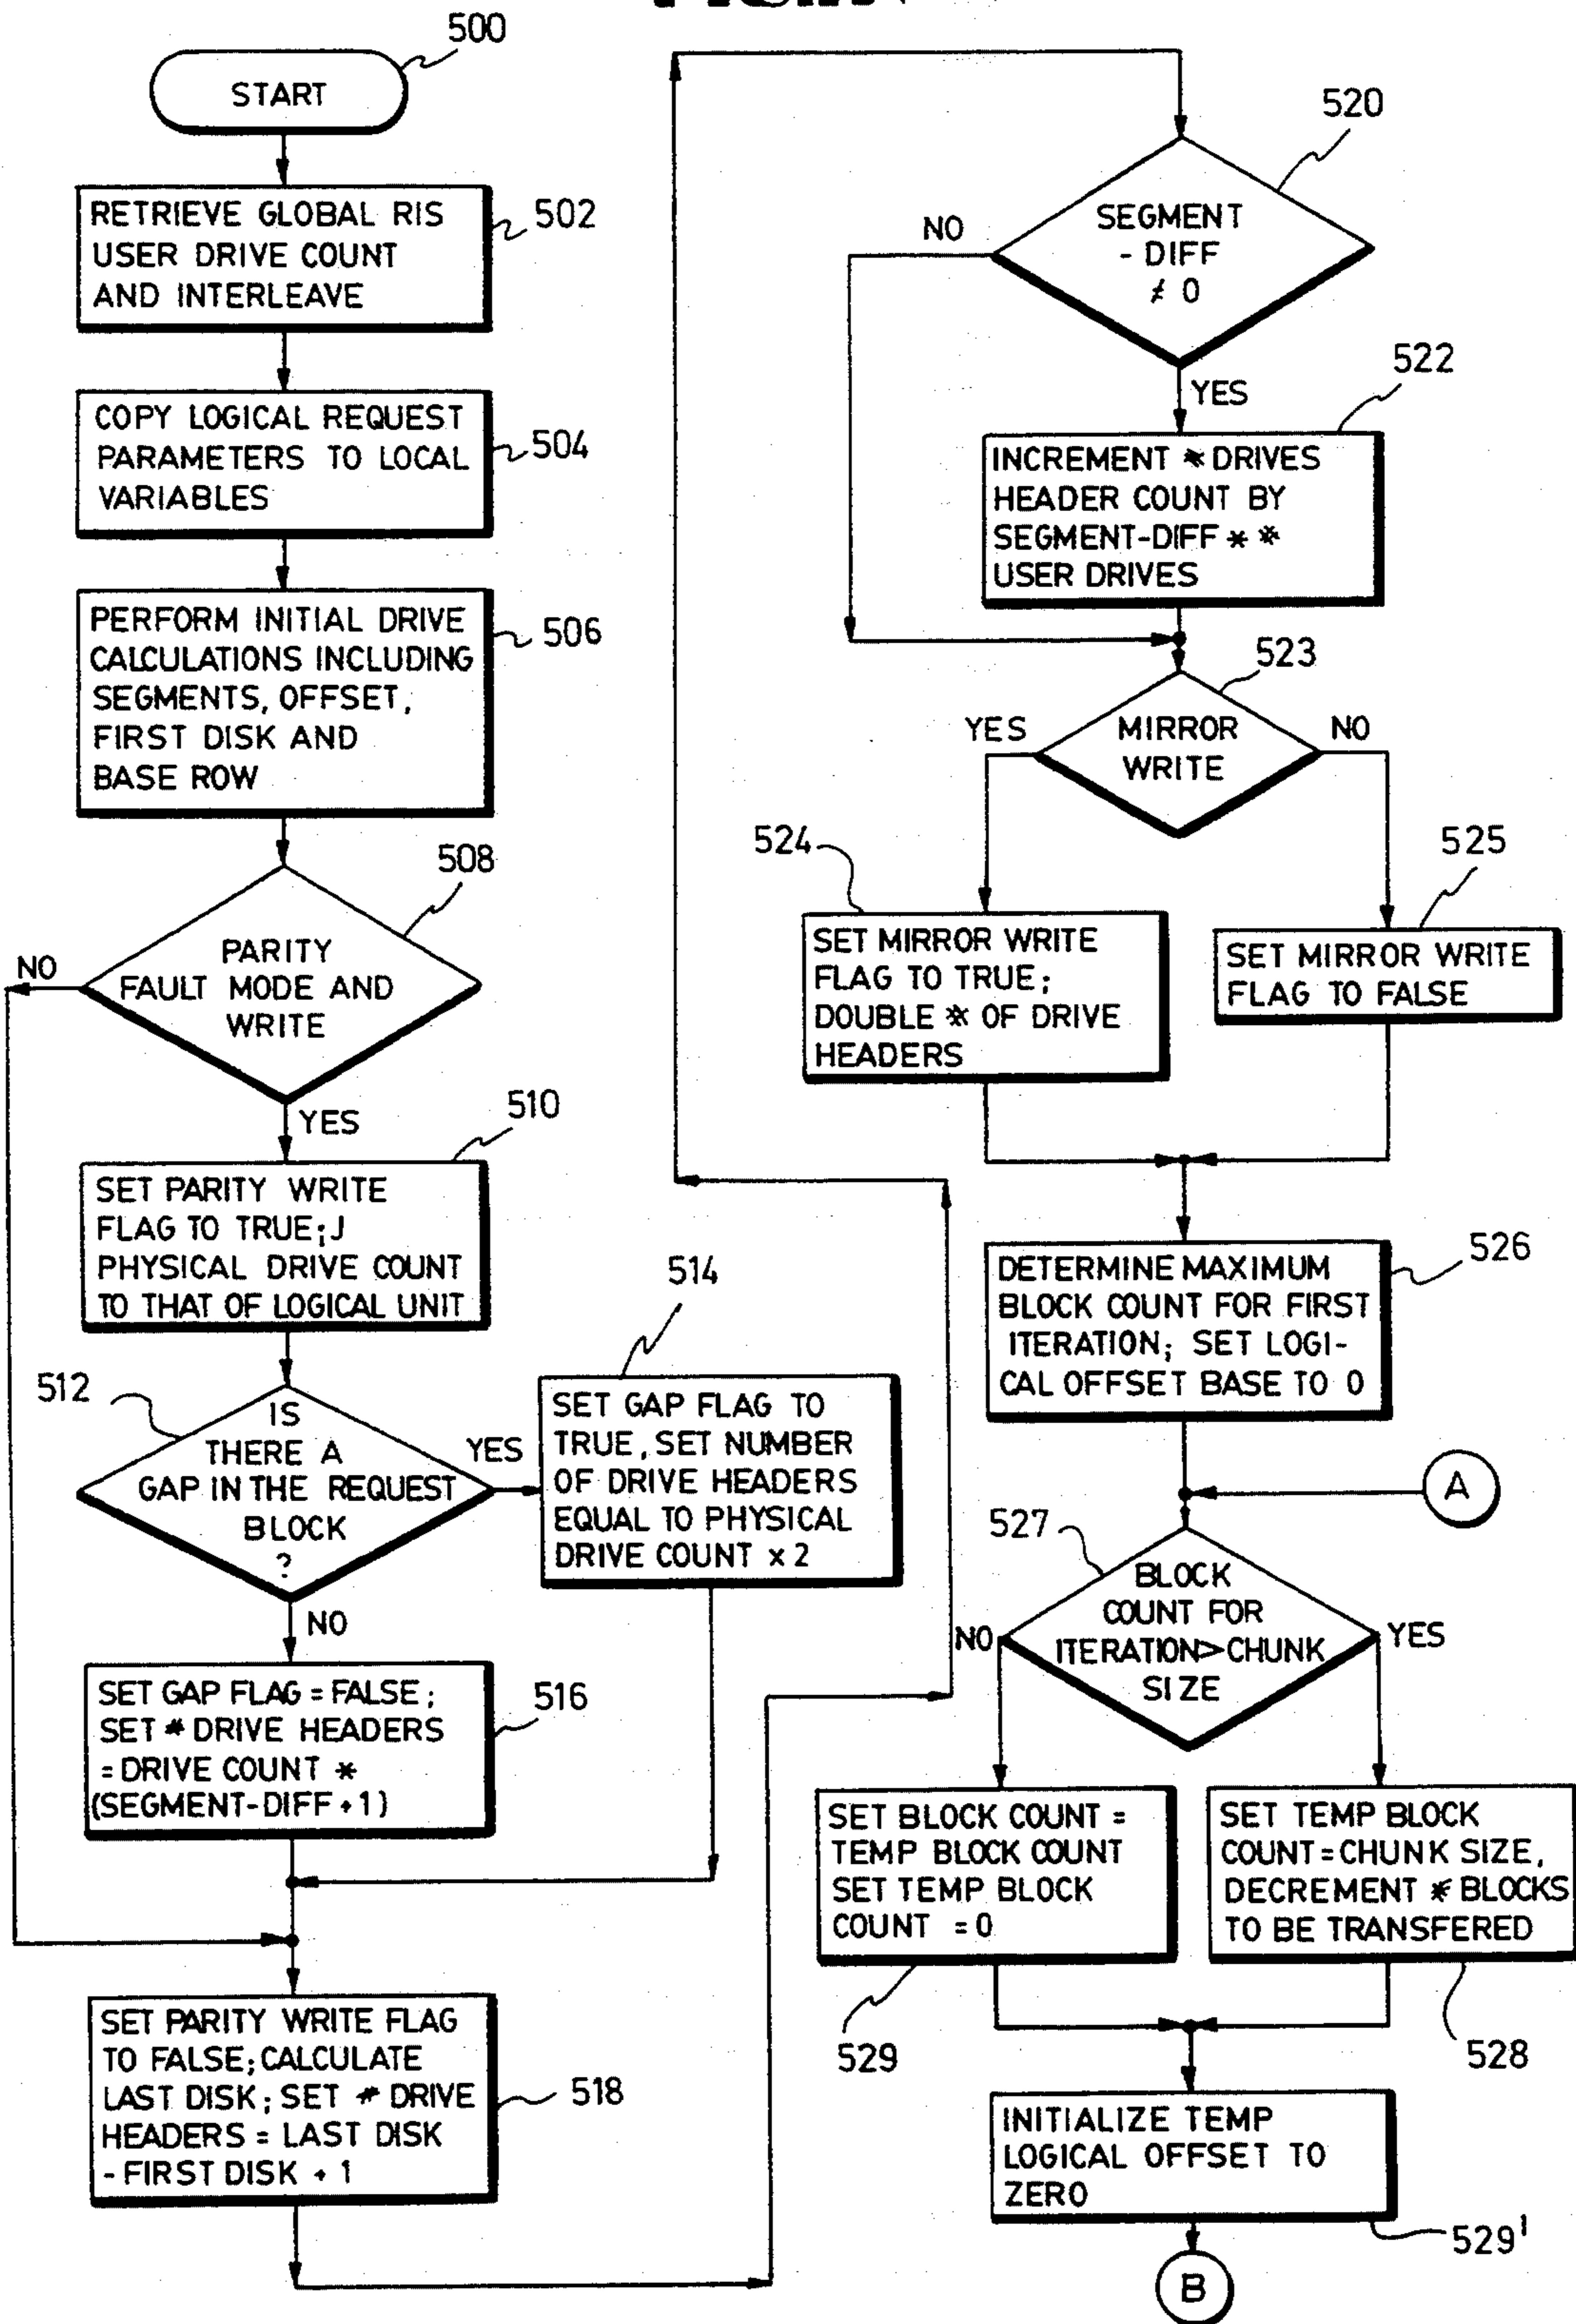 500
START
RETRIEVE GLOBAL RIS
USER DRIVE COUNT
AND INTERLEAVE
502
COPY LOGICAL REQUEST
PARAMETERS TO LOCAL
VARIABLES
504
PERFORM INITIAL DRIVE
CALCULATIONS INCLUDING
SEGMENTS, OFFSET,
FIRST DISK AND
BASE ROW
506
508
PARITY
FAULT MODE AND
WRITE
NO
YES
510
SET PARITY WRITE
FLAG TO TRUE; J
PHYSICAL DRIVE COUNT
TO THAT OF LOGICAL UNIT
512
IS
THERE A
GAP IN THE REQUEST
BLOCK
?
YES
NO
514
SET GAP FLAG TO
TRUE, SET NUMBER
OF DRIVE HEADERS
EQUAL TO PHYSICAL
DRIVE COUNT x 2
SET GAP FLAG = FALSE;
SET # DRIVE HEADERS
= DRIVE COUNT *
(SEGMENT-DIFF+1)
516
SET PARITY WRITE FLAG
TO FALSE; CALCULATE
LAST DISK; SET # DRIVE
HEADERS = LAST DISK
- FIRST DISK + 1
518
520
SEGMENT
- DIFF
≠ 0
NO
YES
522
INCREMENT # DRIVES
HEADER COUNT BY
SEGMENT-DIFF * #
USER DRIVES
523
MIRROR
WRITE
YES
NO
524
SET MIRROR WRITE
FLAG TO TRUE;
DOUBLE # OF DRIVE
HEADERS
525
SET MIRROR WRITE
FLAG TO FALSE
DETERMINE MAXIMUM
BLOCK COUNT FOR FIRST
ITERATION; SET LOGI-
CAL OFFSET BASE TO 0
526
A
527
BLOCK
COUNT FOR
ITERATION>CHUNK
SIZE
NO
YES
SET BLOCK COUNT =
TEMP BLOCK COUNT
SET TEMP BLOCK
COUNT = 0
529
SET TEMP BLOCK
COUNT = CHUNK SIZE,
DECREMENT # BLOCKS
TO BE TRANSFERED
528
INITIALIZE TEMP
LOGICAL OFFSET TO
ZERO
529'
B